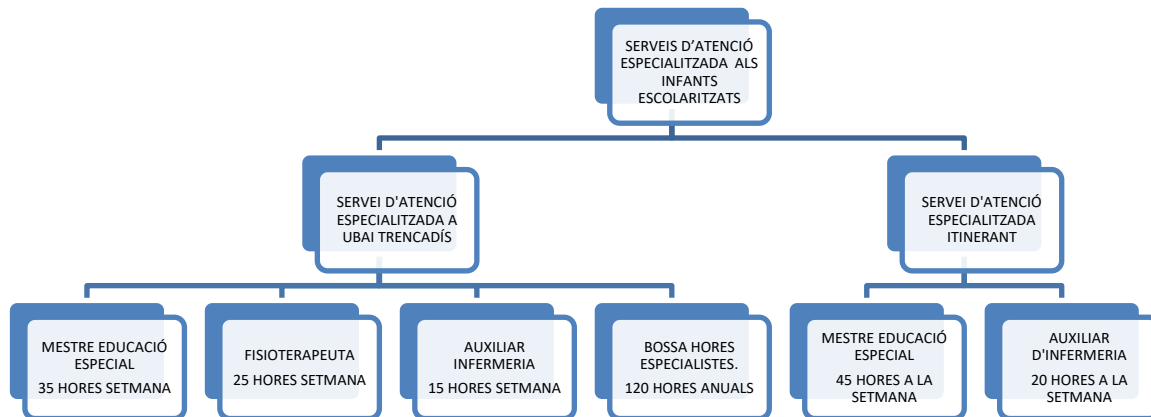 SERVEIS D’ATENCIÓ
ESPECIALITZADA ALS
INFANTS
ESCOLARITZATS
SERVEI D'ATENCIÓ
ESPECIALITZADA A
UBAI TRENCADÍS
SERVEI D'ATENCIÓ
ESPECIALITZADA
ITINERANT
MESTRE EDUCACIÓ
ESPECIAL
35 HORES SETMANA
FISIOTERAPEUTA
25 HORES SETMANA
AUXILIAR
INFERMERIA
15 HORES SETMANA
BOSSA HORES
ESPECIALISTES.
120 HORES ANUALS
MESTRE EDUCACIÓ
ESPECIAL
45 HORES A LA
SETMANA
AUXILIAR
D'INFERMERIA
20 HORES A LA
SETMANA